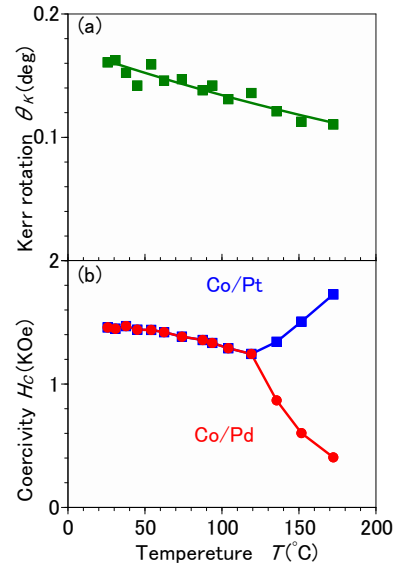 (a)
0.2
0.1
Kerr rotation θK(deg)
(b)
2
1
0
Coercivity HC(KOe)
Co/Pt
Co/Pd
0 50 100 150 200
Tempereture T(°C)